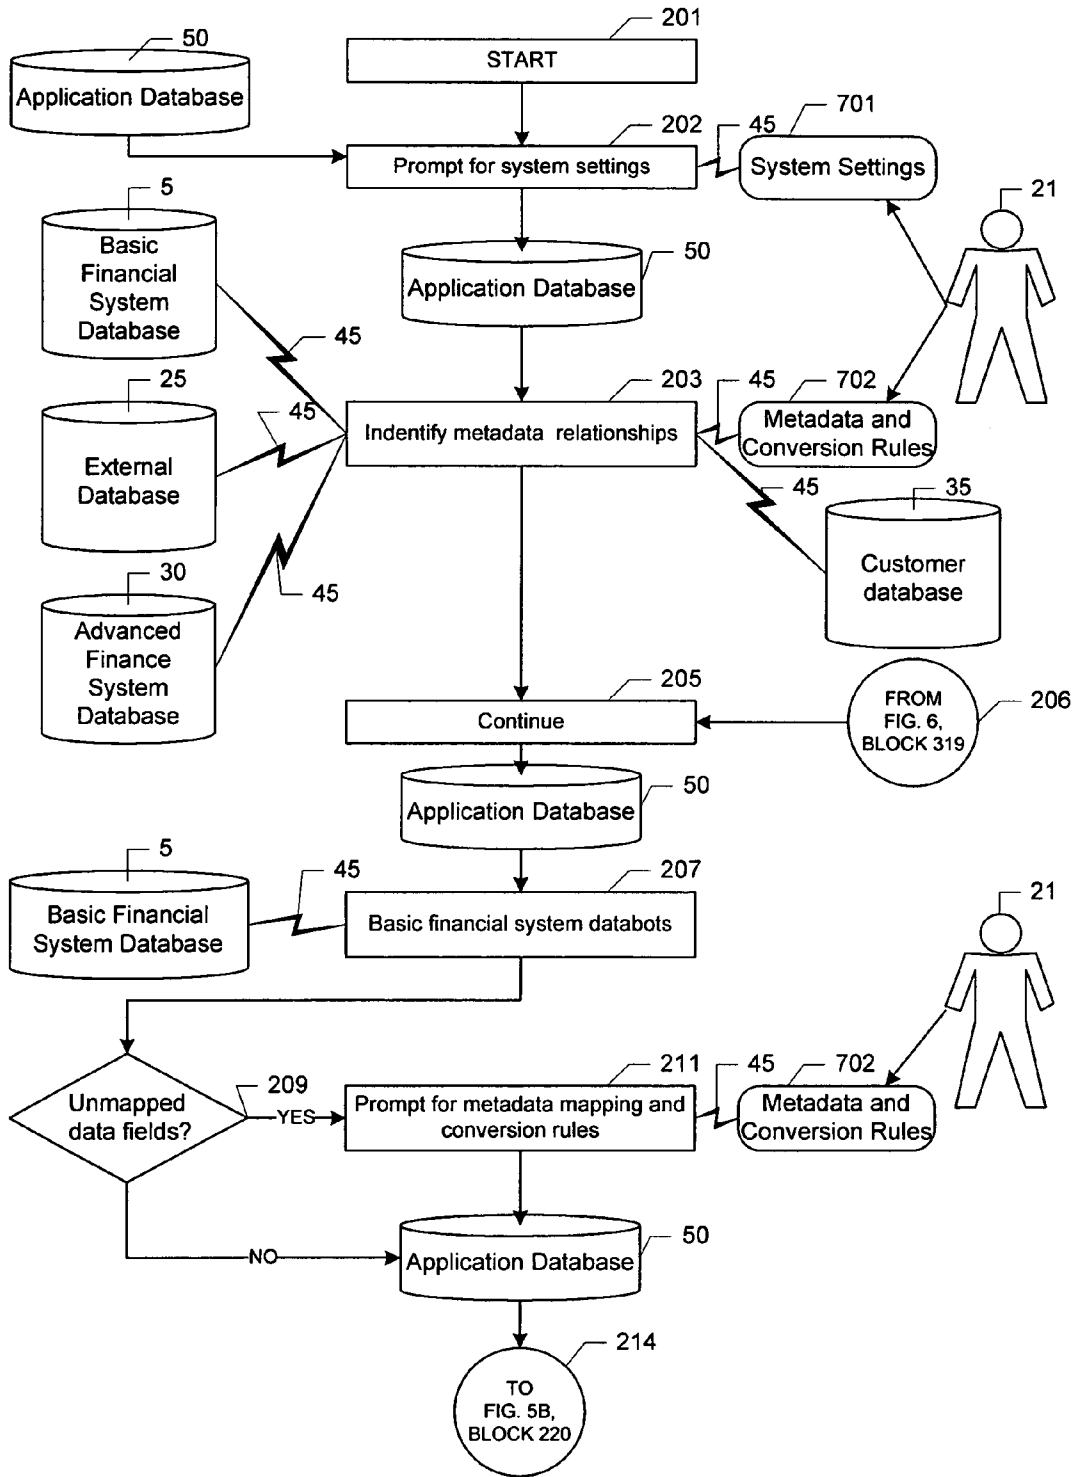 201
50
START
Application Database
202
45
701
Prompt for system settings
System Settings
5
21
Basic
Financial
System
Database
50
Application Database
45
25
203
45
702
45
Indentify metadata relationships
Metadata and
Conversion Rules
External
Database
45
35
Customer
database
30
45
Advanced
Finance
System
Database
205
Continue
FROM
FIG. 6,
BLOCK 319
206
50
Application Database
5
45
207
21
Basic Financial
System Database
Basic financial system databots
209
211
45
702
Unmapped
data fields?
YES
Prompt for metadata mapping and
conversion rules
Metadata and
Conversion Rules
50
NO
Application Database
214
TO
FIG. 5B,
BLOCK 220